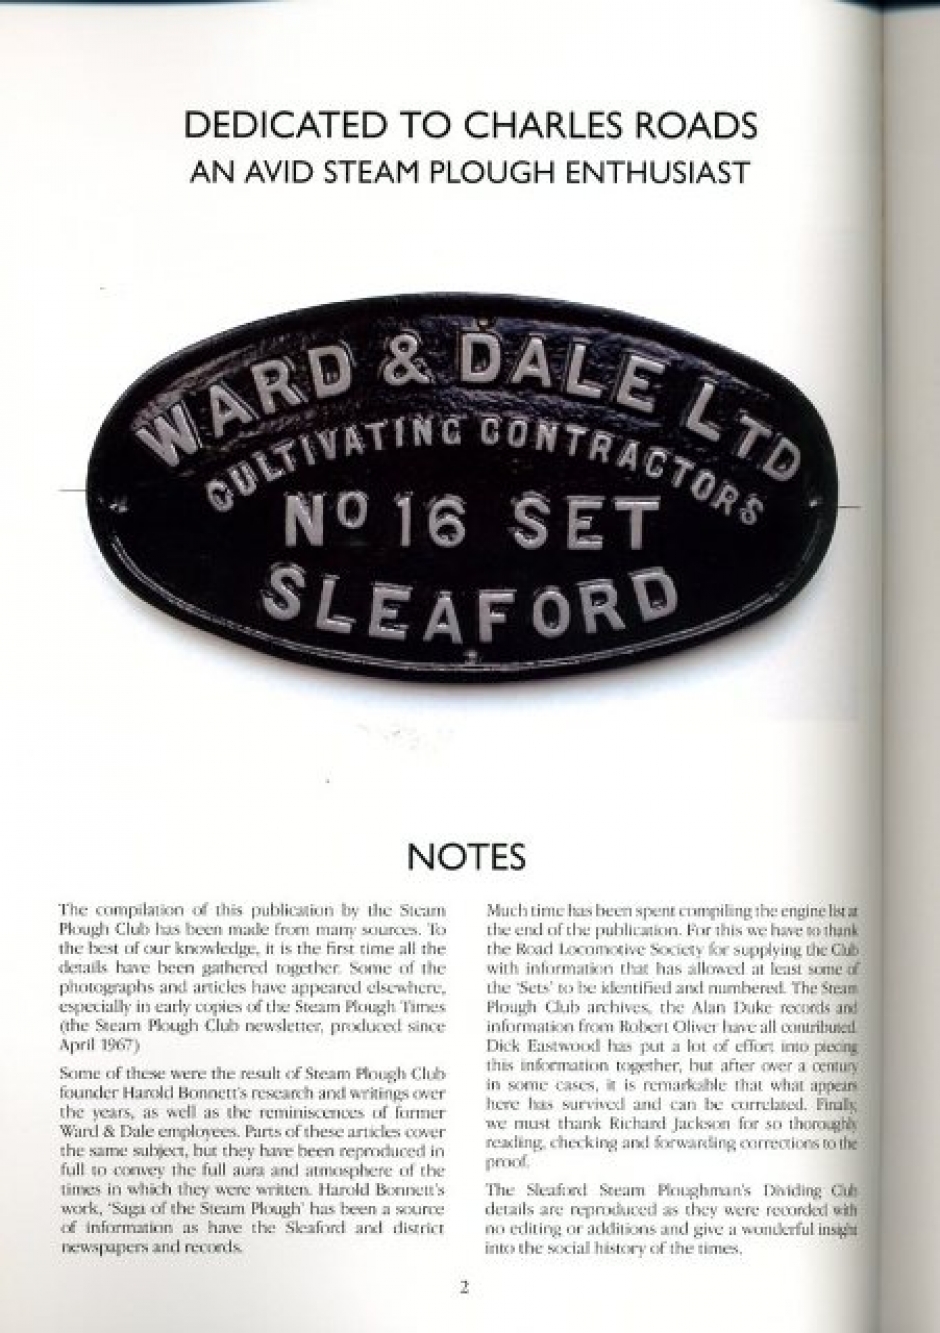 DEDICATED TO CHARLES ROADS
AN AVID STEAM PLOUGH ENTHUSIAST
WARD & DALE LTD
CULTIVATING CONTRACTORS
No 16 SET
SLEAFORD
NOTES
The compilation of this publication by the Steam
Plough Club has been made from many sources. To
the best of our knowledge, it is the first time all the
details have been gathered together. Some of the
photographs and articles have appeared elsewhere,
especially in early copies of the Steam Plough Times
(the Steam Plough Club newsletter, produced since
April 1967)
Some of these were the result of Steam Plough Club
founder Harold Bonnett's research and writings over
the years, as well as the reminiscences of former
Ward & Dale employees. Parts of these articles cover
the same subject, but they have been reproduced in
full to convey the full aura and atmosphere of the
times in which they were written. Harold Bonnett's
work, 'Saga of the Steam Plough' has been a source
of information as have the Sleaford and district
newspapers and records.
Much time has been spent compiling the engine list at
the end of the publication. For this we have to thank
the Road Locomotive Society for supplying the Club
with information that has allowed at least some of
the 'Sets' to be identified and numbered. The Steam
Plough Club archives, the Alan Duke records and
information from Robert Oliver have all contributed.
Dick Eastwood has put a lot of effort into piecing
this information together, but after over a century
in some cases, it is remarkable that what appears
here has survived and can be correlated. Finally,
we must thank Richard Jackson for so thoroughly
reading, checking and forwarding corrections to the
proof.
The Sleaford Steam Ploughman's Dividing Club
details are reproduced as they were recorded with
no editing or additions and give a wonderful insight
into the social history of the times.
2